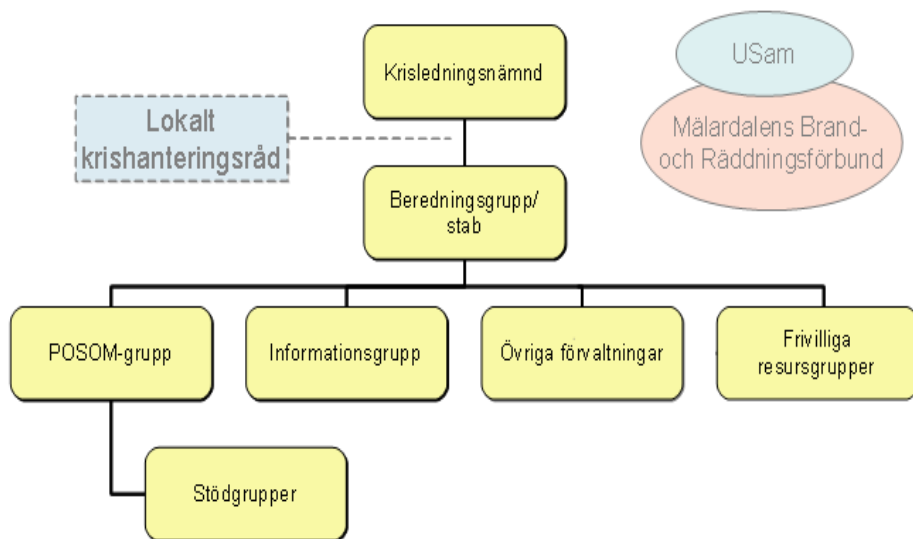 Krisledningsnämnd
USam
Lokalt
krishanteringsråd
Mälardalens Brand-
och Räddningsförbund
Beredningsgrupp/
stab
POSOM-grupp
Informationsgrupp
Övriga förvaltningar
Frivilliga
resursgrupper
Stödgrupper